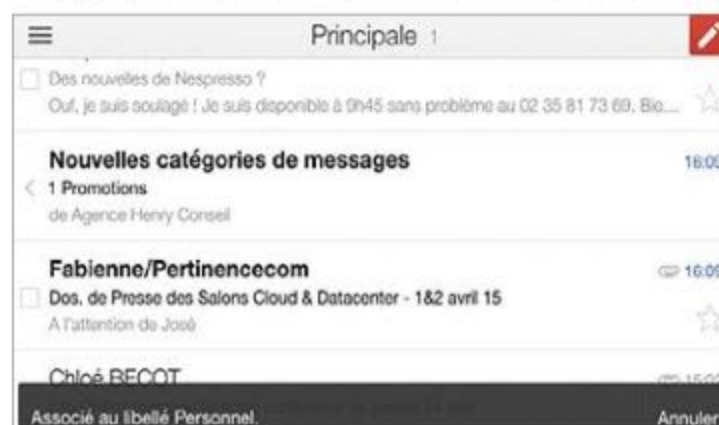 Principale 1
Des nouvelles de Nespresso ?
Ouf, je suis soulagé ! Je suis disponible à 9h45 sans problème au 02 35 81 73 69. Bie...
Nouvelles catégories de messages
16:09
1 Promotions
de Agence Henry Conseil
Fabienne/Pertinencecom
16:09
Dos. de Presse des Salons Cloud & Datacenter - 1&2 avril 15
A l'attention de José
Chloé BECOT
Associé au libellé Personnel.
Annuler